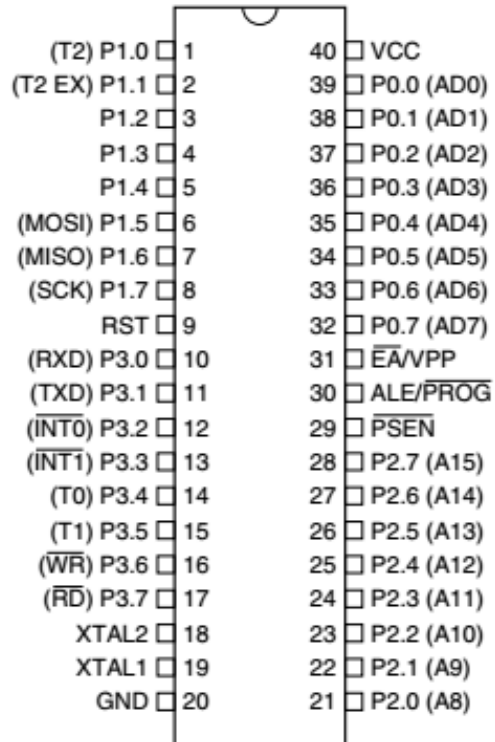 (T2) P1.0 1 40 VCC
(T2 EX) P1.1 2 39 P0.0 (AD0)
P1.2 3 38 P0.1 (AD1)
P1.3 4 37 P0.2 (AD2)
P1.4 5 36 P0.3 (AD3)
(MOSI) P1.5 6 35 P0.4 (AD4)
(MISO) P1.6 7 34 P0.5 (AD5)
(SCK) P1.7 8 33 P0.6 (AD6)
RST 9 32 P0.7 (AD7)
(RXD) P3.0 10 31 E̅A̅/VPP
(TXD) P3.1 11 30 ALE/P̅R̅O̅G̅
(I̅N̅T̅0̅) P3.2 12 29 P̅S̅E̅N̅
(I̅N̅T̅1̅) P3.3 13 28 P2.7 (A15)
(T0) P3.4 14 27 P2.6 (A14)
(T1) P3.5 15 26 P2.5 (A13)
(W̅R̅) P3.6 16 25 P2.4 (A12)
(R̅D̅) P3.7 17 24 P2.3 (A11)
XTAL2 18 23 P2.2 (A10)
XTAL1 19 22 P2.1 (A9)
GND 20 21 P2.0 (A8)